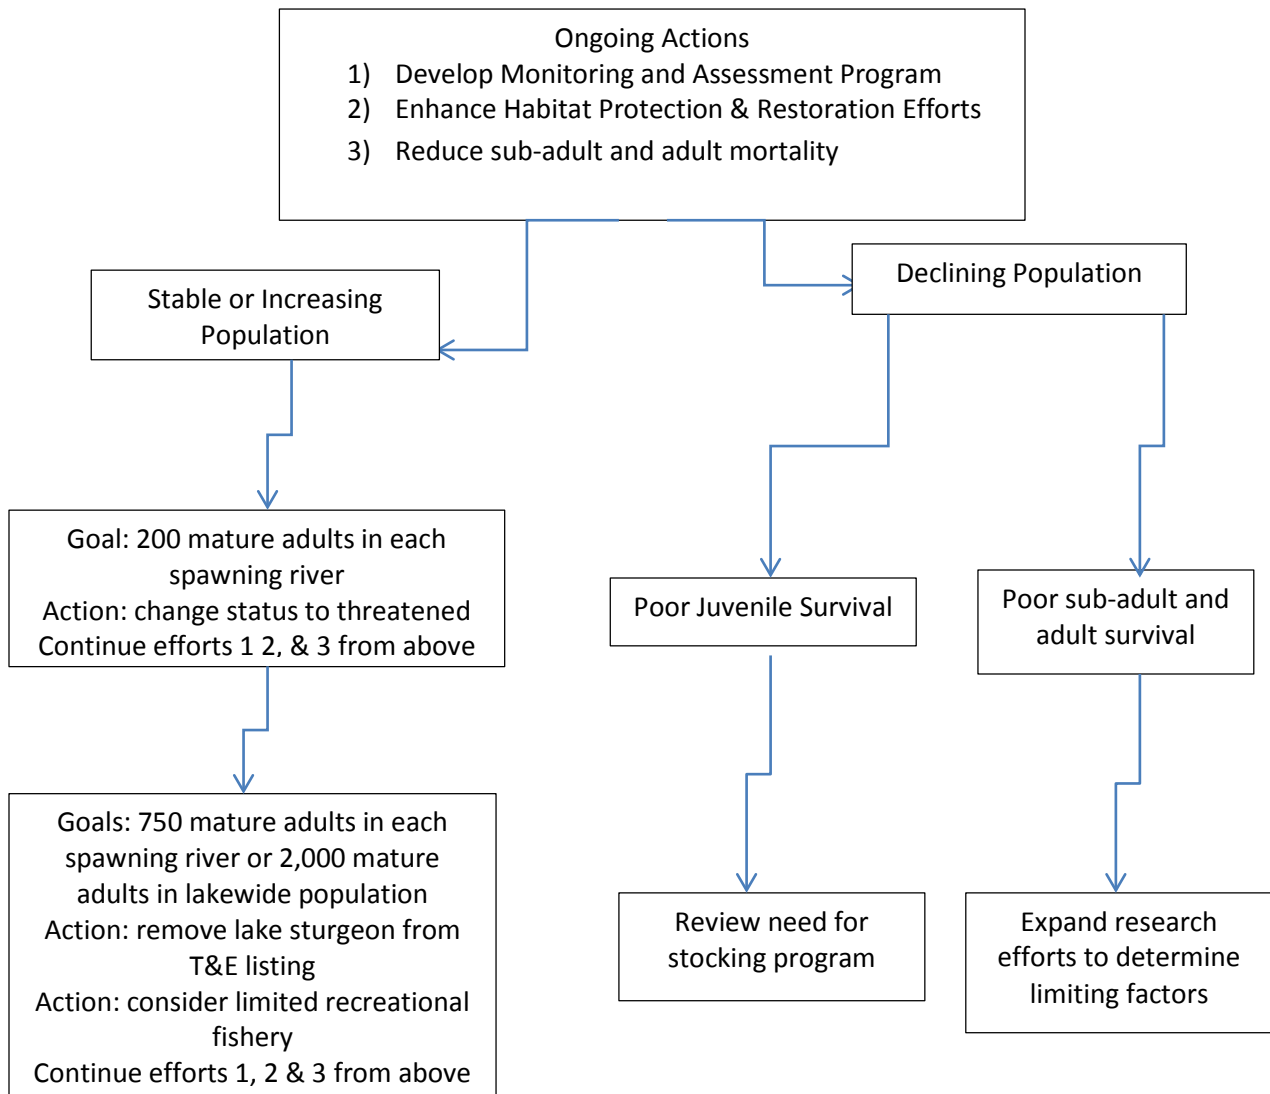 Ongoing Actions
1) Develop Monitoring and Assessment Program
2) Enhance Habitat Protection & Restoration Efforts
3) Reduce sub-adult and adult mortality
Stable or Increasing
Population
Declining Population
Goal: 200 mature adults in each
spawning river
Action: change status to threatened
Continue efforts 1 2, & 3 from above
Poor Juvenile Survival
Poor sub-adult and
adult survival
Goals: 750 mature adults in each
spawning river or 2,000 mature
adults in lakewide population
Action: remove lake sturgeon from
T&E listing
Action: consider limited recreational
fishery
Continue efforts 1, 2 & 3 from above
Review need for
stocking program
Expand research
efforts to determine
limiting factors